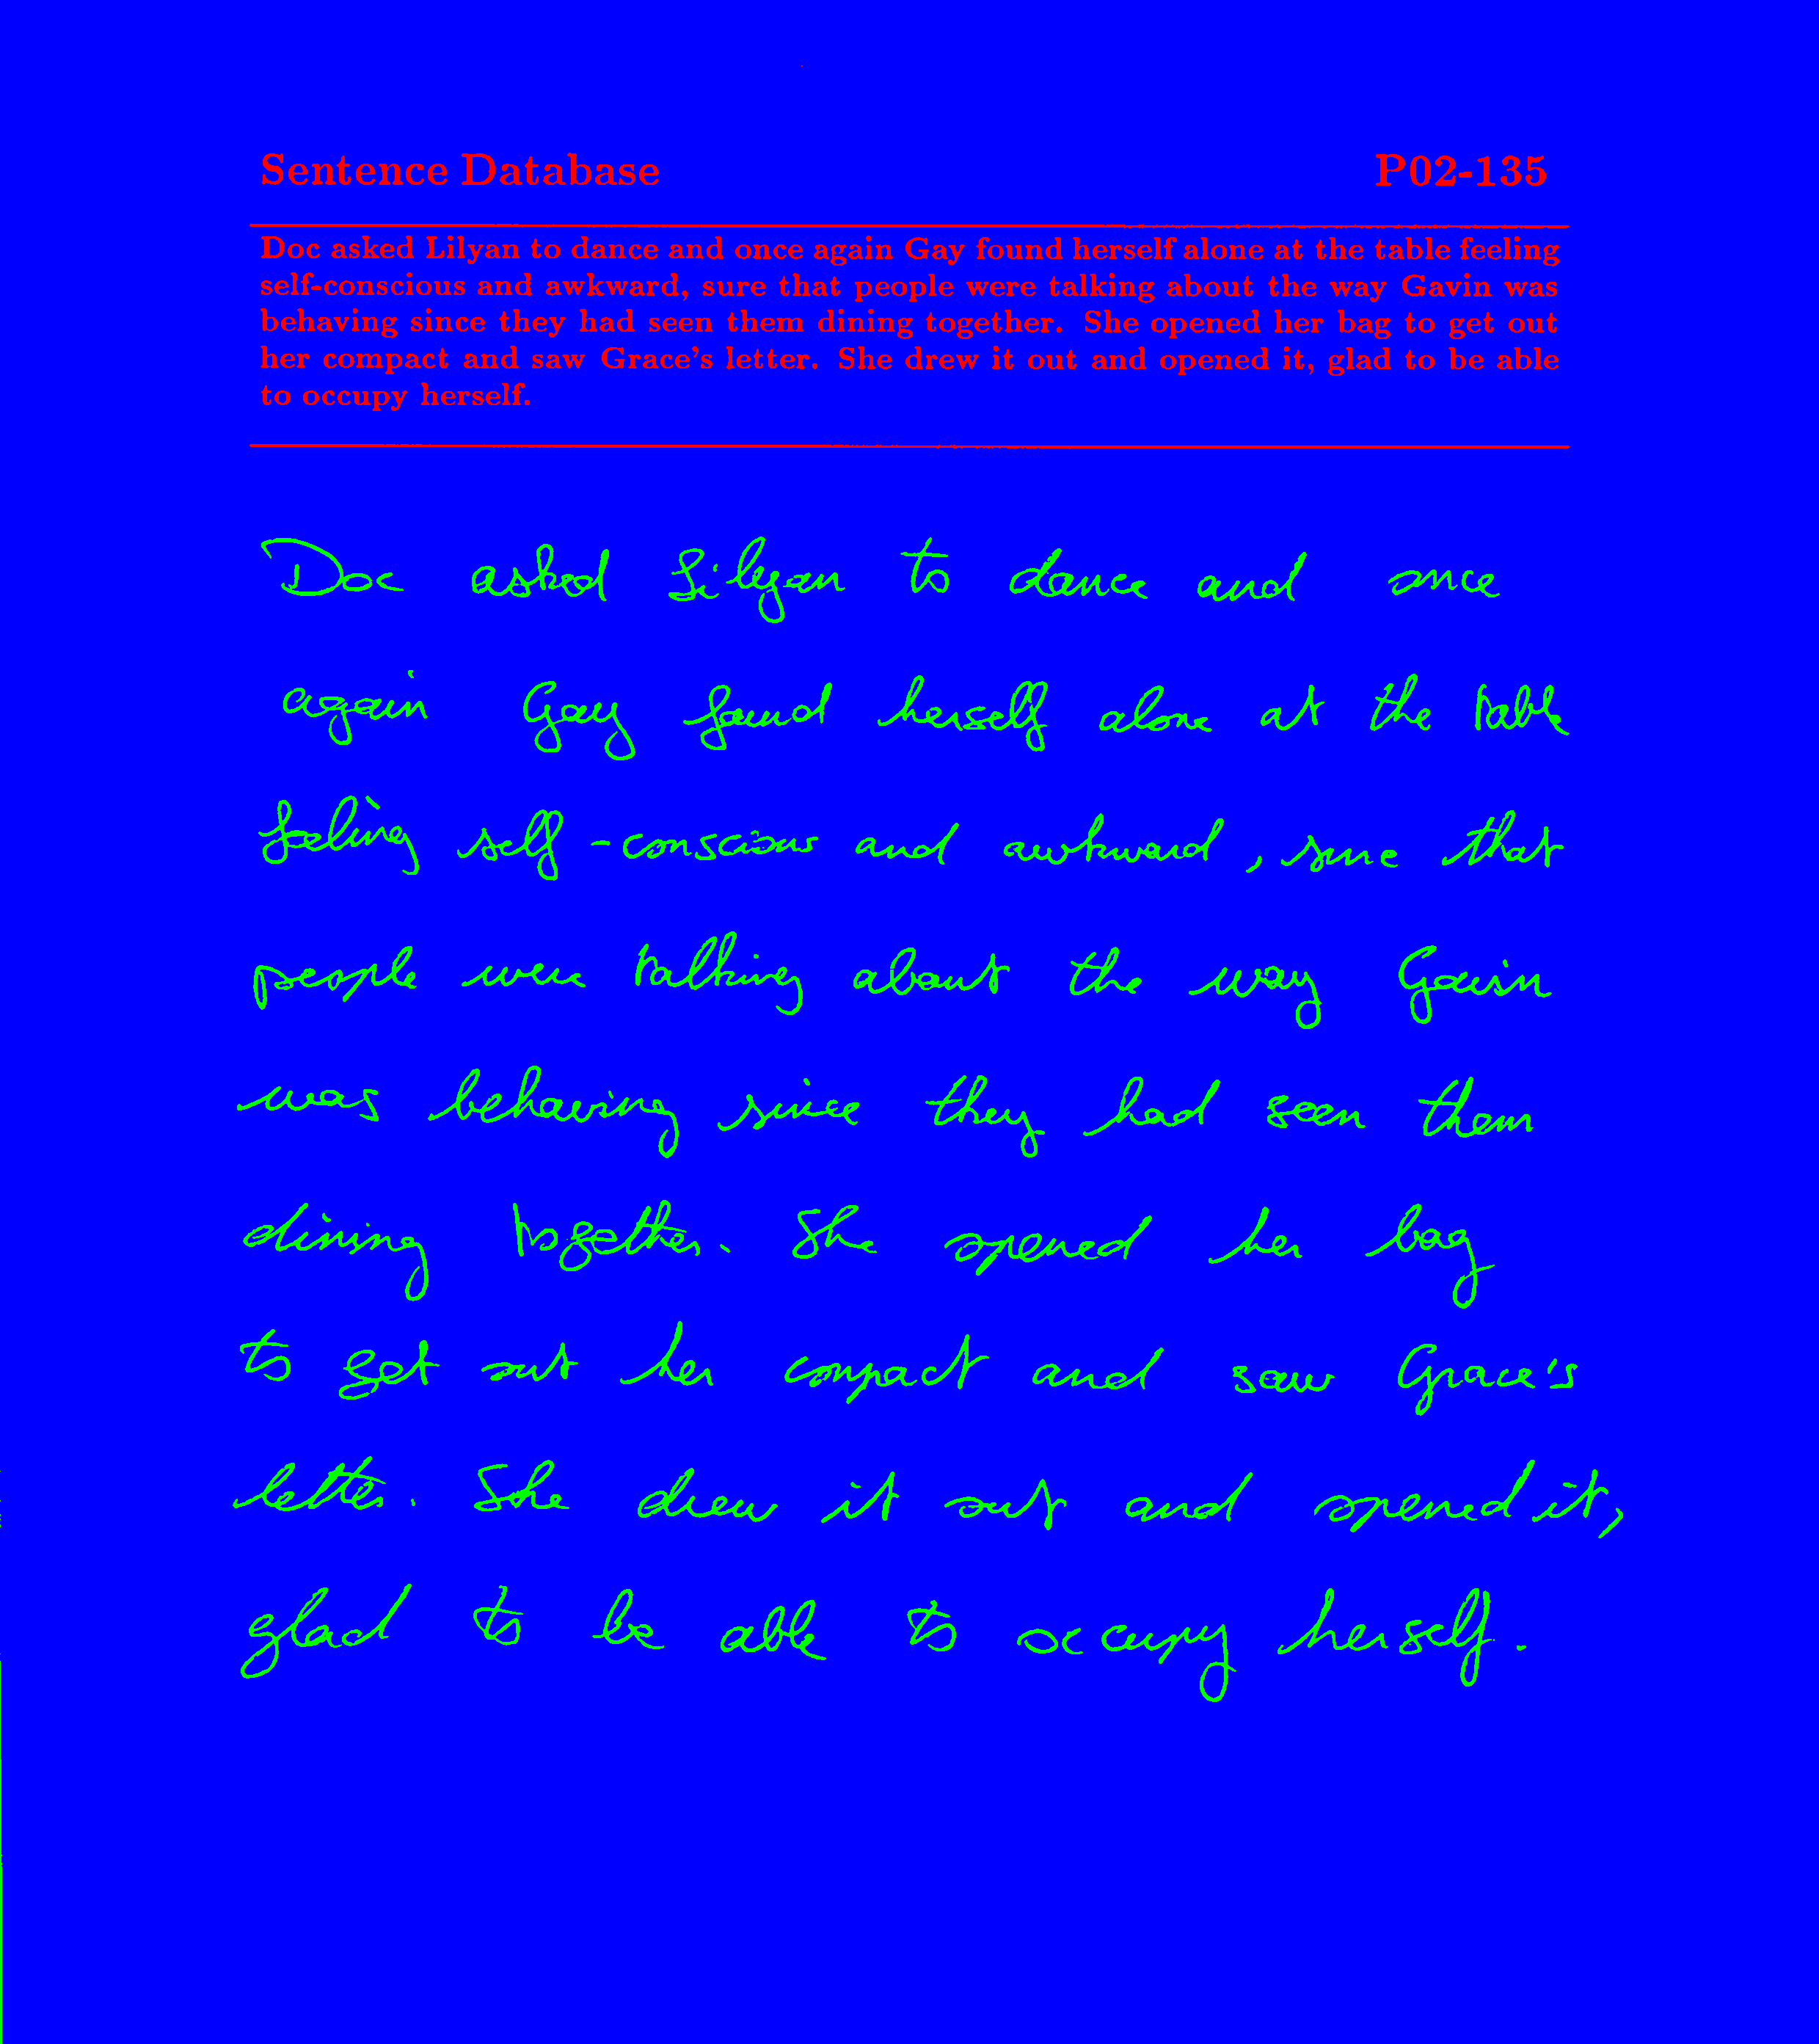 Sentence Database P02-135
Doc asked Lilyan to dance and once again Gay found herself alone at the table feeling
self-conscious and awkward, sure that people were talking about the way Gavin was
behaving since they had seen them dining together. She opened her bag to get out
her compact and saw Grace's letter. She drew it out and opened it, glad to be able
to occupy herself.
Doc asked Lilyan to dance and once
again Gay found herself alone at the table
feeling self-conscious and awkward, sure that
people were talking about the way Gavin
was behaving since they had seen them
dining together. She opened her bag
to get out her compact and saw Grace's
letter. She drew it out and opened it,
glad to be able to occupy herself.